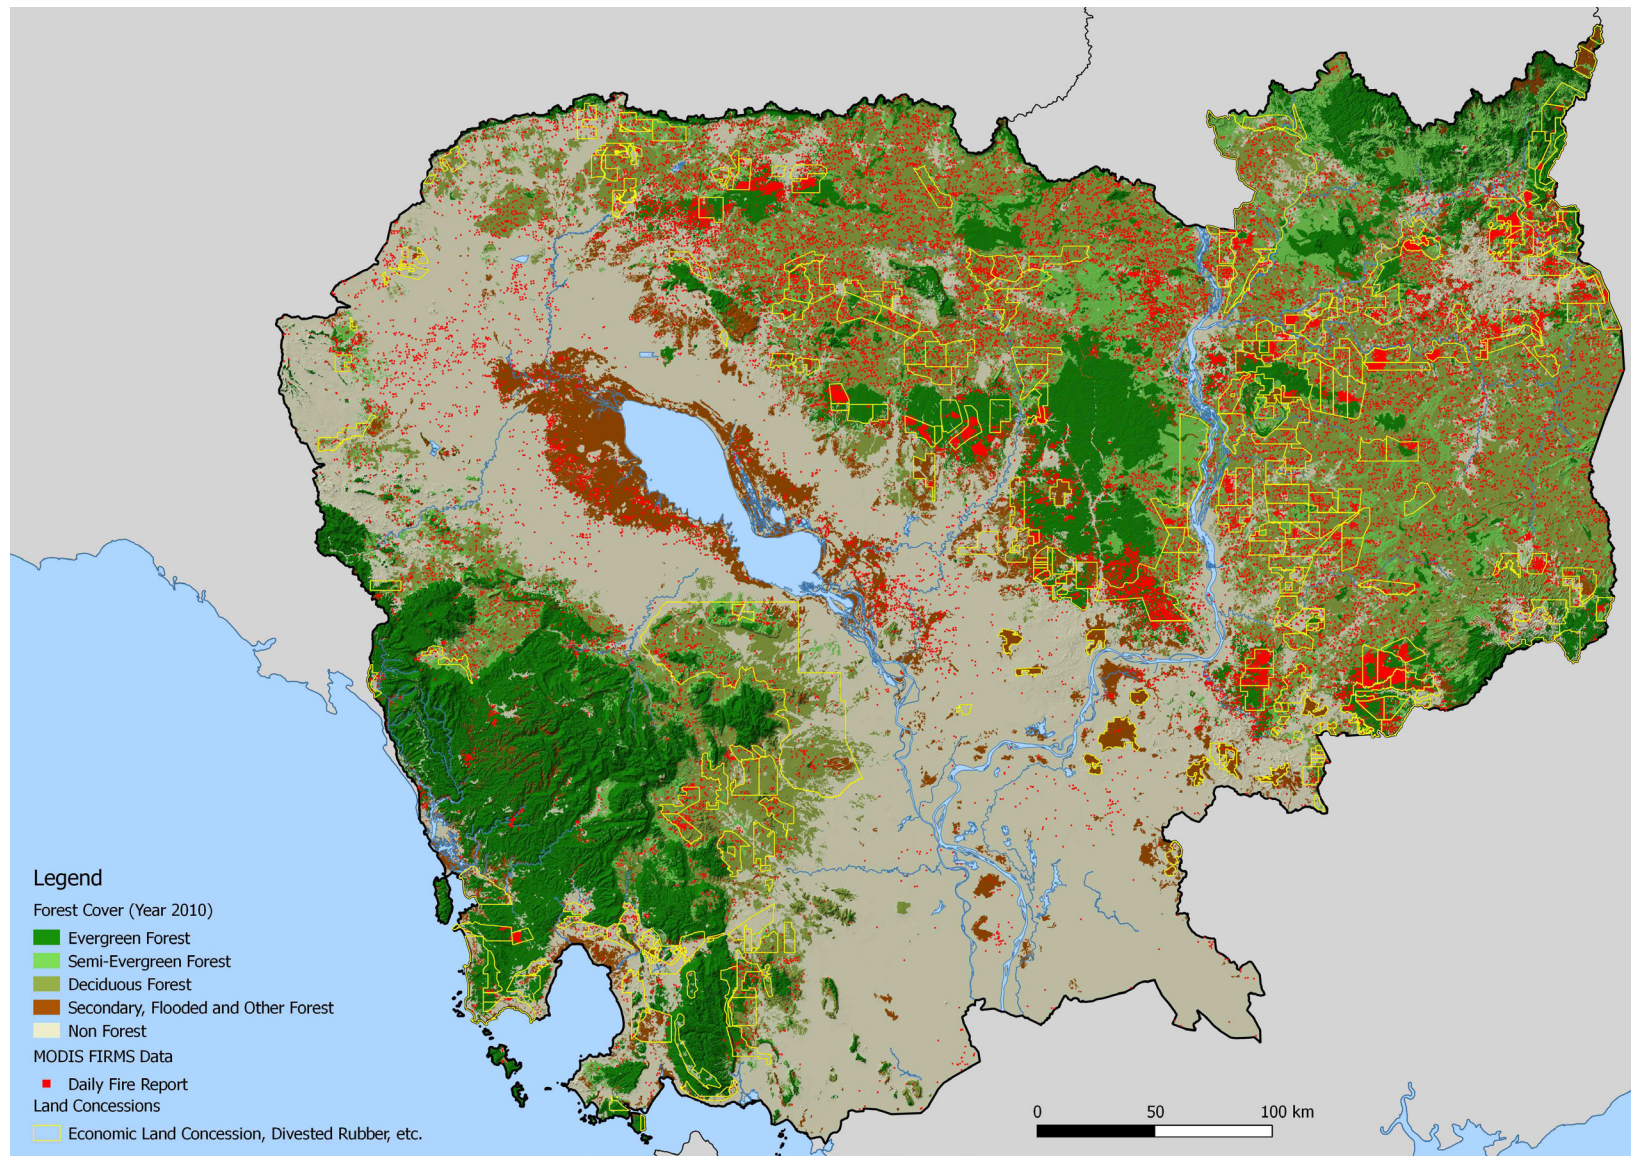 Legend
Forest Cover (Year 2010)
Evergreen Forest
Semi-Evergreen Forest
Deciduous Forest
Secondary, Flooded and Other Forest
Non Forest
MODIS FIRMS Data
Daily Fire Report
Land Concessions
Economic Land Concession, Divested Rubber, etc.
0 50 100 km